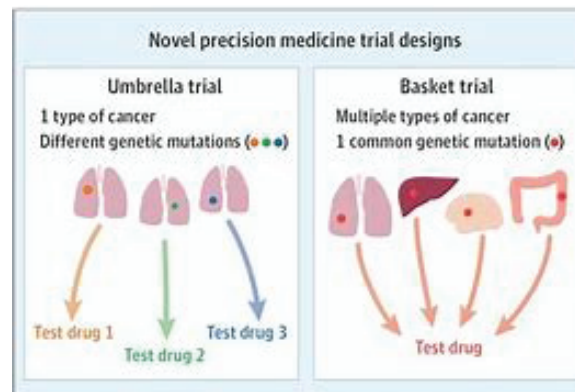 Novel precision medicine trial designs
Umbrella trial
1 type of cancer
Different genetic mutations (●●●)
Test drug 1
Test drug 2
Test drug 3
Basket trial
Multiple types of cancer
1 common genetic mutation (●)
Test drug